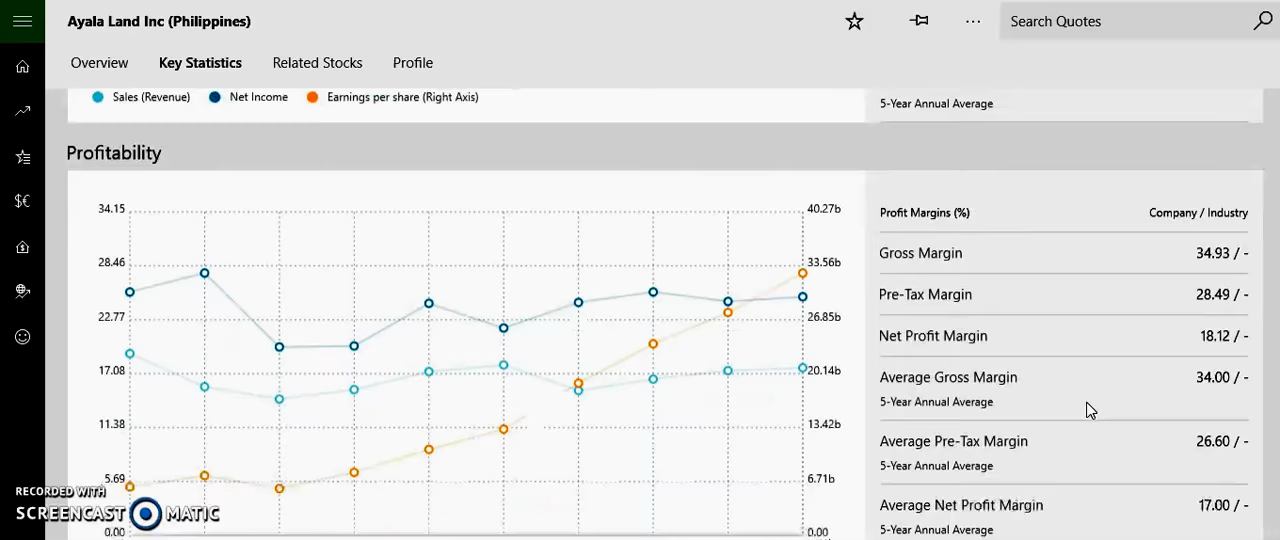 Ayala Land Inc (Philippines)
Search Quotes
Overview
Key Statistics
Related Stocks
Profile
Sales (Revenue)
Net Income
Earnings per share (Right Axis)
5-Year Annual Average
Profitability
34.15
28.46
22.77
17.08
11.38
5.69
0.00
40.27b
33.56b
26.85b
20.14b
13.42b
6.71b
0.00
Profit Margins (%) Company / Industry
Gross Margin 34.93 / -
Pre-Tax Margin 28.49 / -
Net Profit Margin 18.12 / -
Average Gross Margin 34.00 / -
5-Year Annual Average
Average Pre-Tax Margin 26.60 / -
5-Year Annual Average
Average Net Profit Margin 17.00 / -
5-Year Annual Average
RECORDED WITH
SCREENCAST MATIC